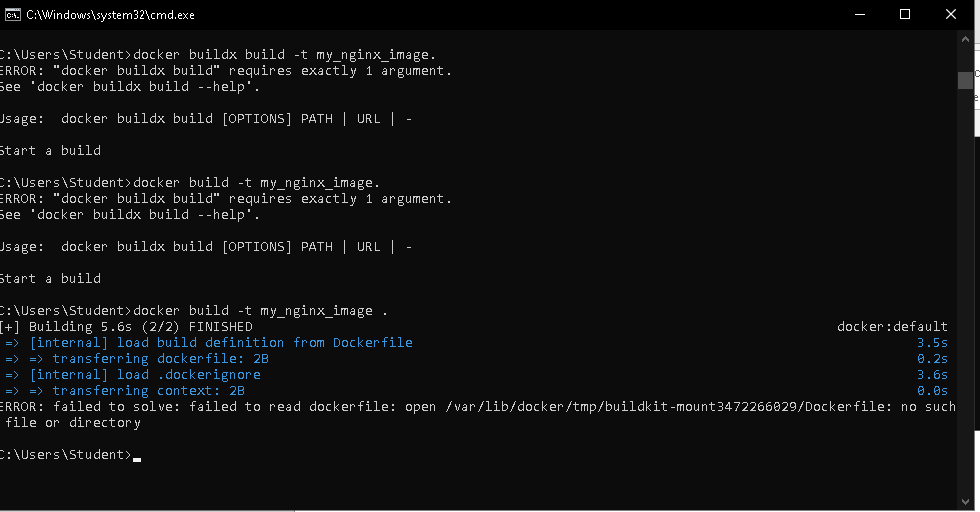 C:\Windows\system32\cmd.exe
C:\Users\Student>docker buildx build -t my_nginx_image.
ERROR: "docker buildx build" requires exactly 1 argument.
See 'docker buildx build --help'.
Usage:  docker buildx build [OPTIONS] PATH | URL | -
Start a build
C:\Users\Student>docker build -t my_nginx_image.
ERROR: "docker buildx build" requires exactly 1 argument.
See 'docker buildx build --help'.
Usage:  docker buildx build [OPTIONS] PATH | URL | -
Start a build
C:\Users\Student>docker build -t my_nginx_image .
[+] Building 5.6s (2/2) FINISHED docker:default
=> [internal] load build definition from Dockerfile 3.5s
=> => transferring dockerfile: 2B 0.2s
=> [internal] load .dockerignore 3.6s
=> => transferring context: 2B 0.0s
ERROR: failed to solve: failed to read dockerfile: open /var/lib/docker/tmp/buildkit-mount3472266029/Dockerfile: no such
file or directory
C:\Users\Student>